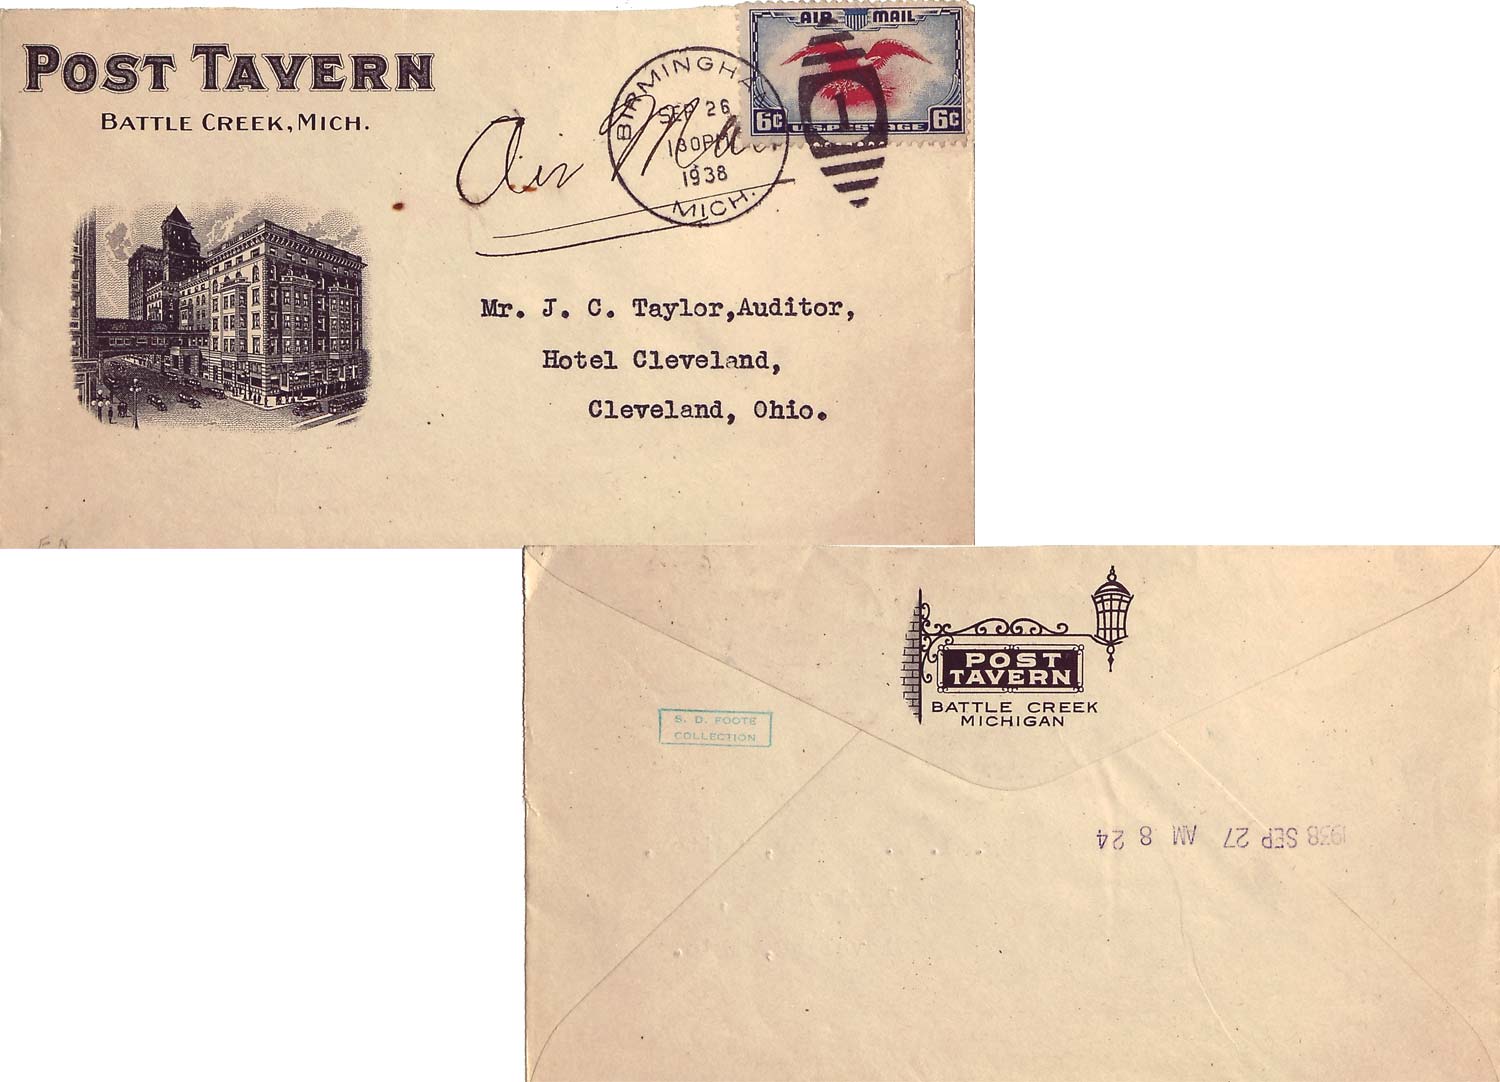 POST TAVERN
BATTLE CREEK, MICH.
AIR MAIL
6¢ U.S. POSTAGE 6¢
BIRMINGHA
SEP 26
1 30 PM
1938
MICH.
1
Air Mail
Mr. J. C. Taylor,Auditor,
Hotel Cleveland,
Cleveland, Ohio.
POST
TAVERN
BATTLE CREEK
MICHIGAN
S. D. FOOTE
COLLECTION
1938 SEP 27 AM 8 24